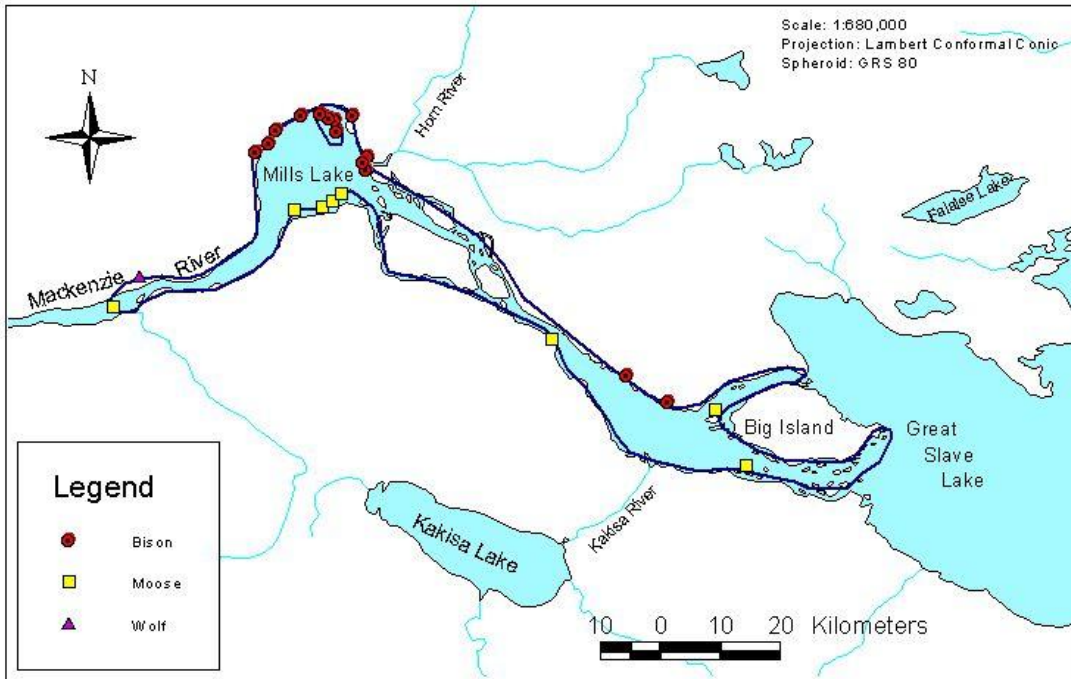 Scale: 1:680,000
Projection: Lambert Conformal Conic
Spheroid: GRS 80
N
Horn River
Mills Lake
Falaise Lake
Mackenzie River
Big Island
Great
Slave
Lake
Kakisa River
Kakisa Lake
Legend
Bison
Moose
Wolf
10 0 10 20 Kilometers